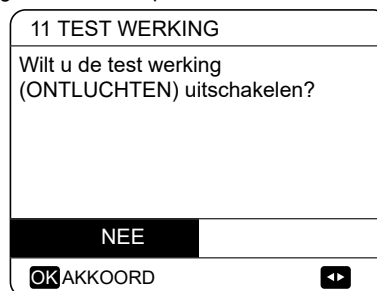 11 TEST WERKING
Wilt u de test werking
(ONTLUCHTEN) uitschakelen?
NEE
OK AKKOORD